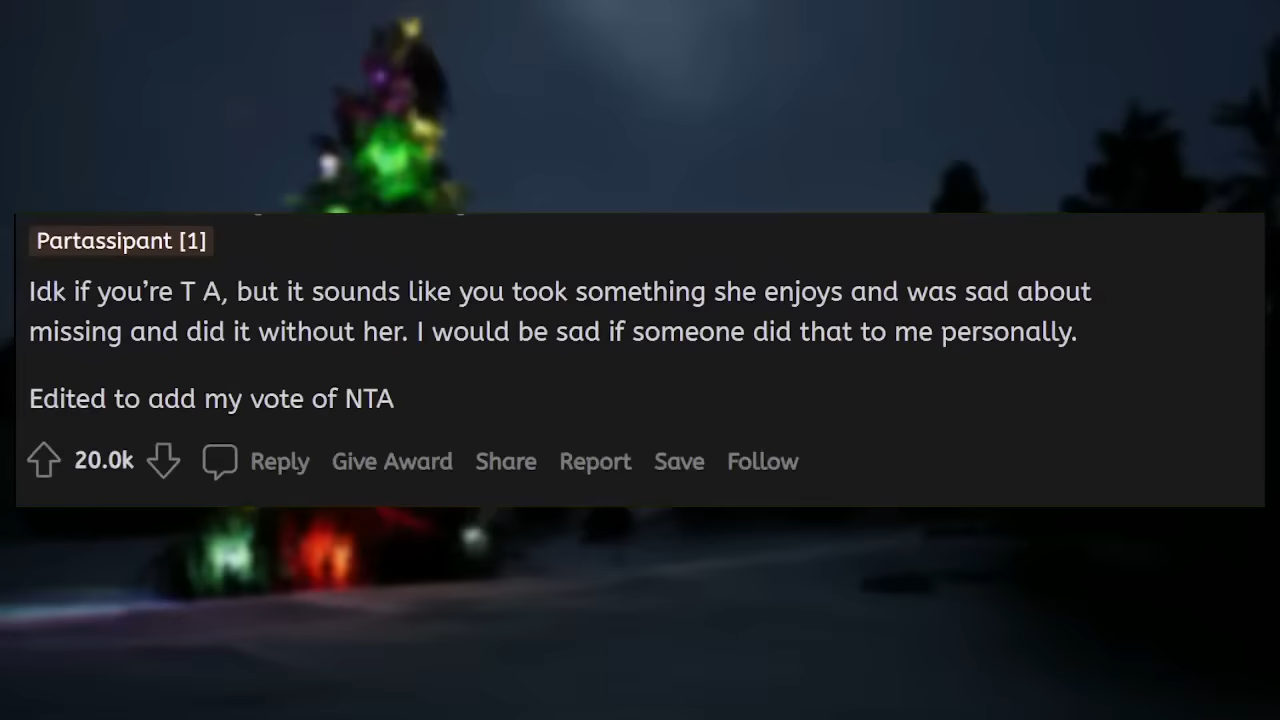 Partassipant [1]
Idk if you’re T A, but it sounds like you took something she enjoys and was sad about
missing and did it without her. I would be sad if someone did that to me personally.
Edited to add my vote of NTA
20.0k Reply Give Award Share Report Save Follow